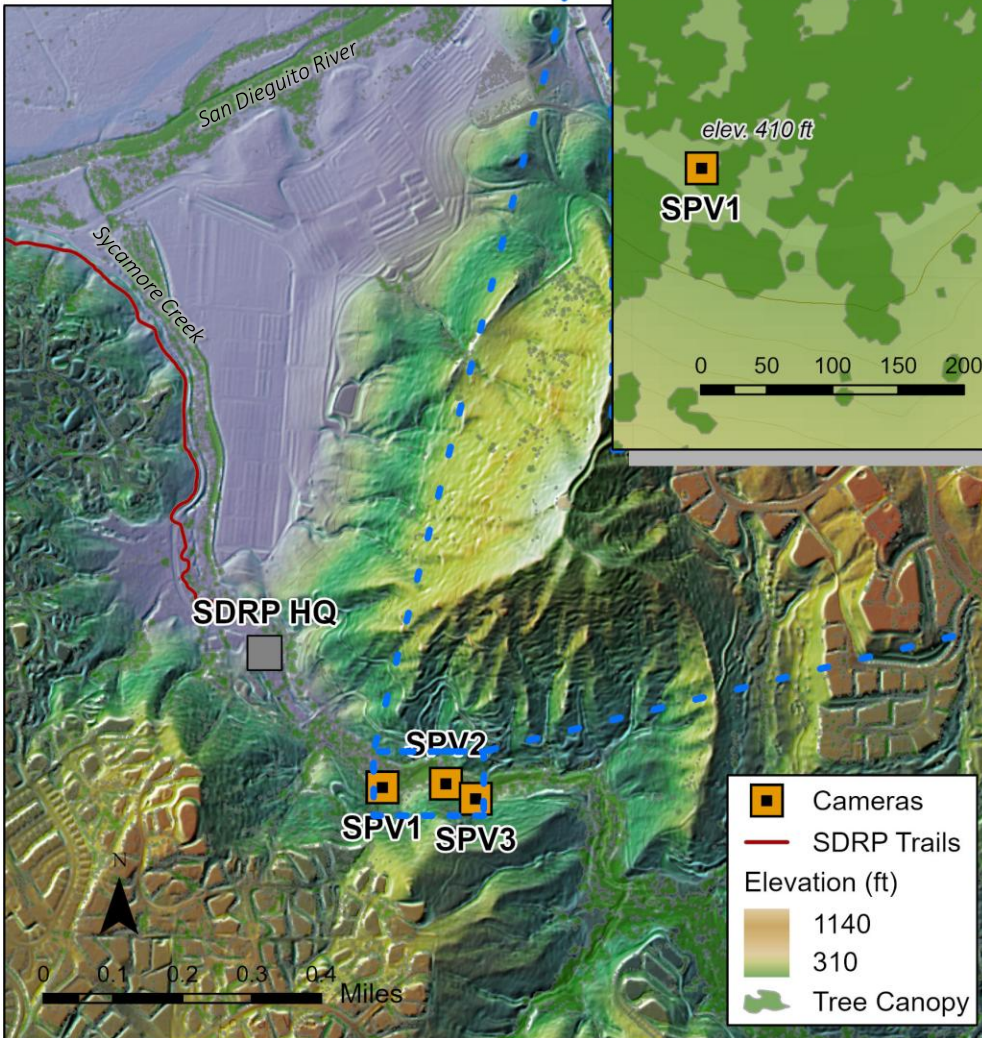 San Dieguito River
elev. 410 ft
SPV1
Sycamore Creek
0 50 100 150 200
SDRP HQ
SPV2
SPV1
SPV3
N
0 0.1 0.2 0.3 0.4
Miles
Cameras
SDRP Trails
Elevation (ft)
1140
310
Tree Canopy